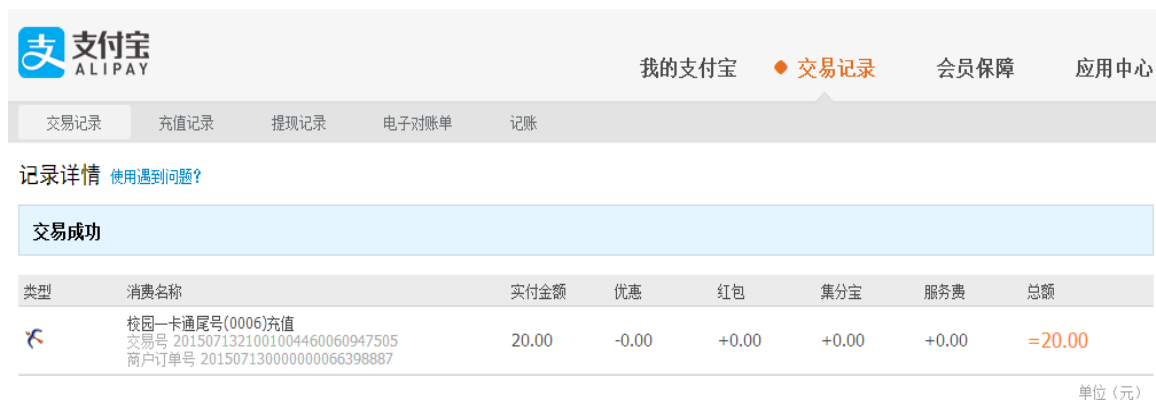 支 支付宝
ALIPAY
我的支付宝 交易记录 会员保障 应用中心
交易记录 充值记录 提现记录 电子对账单 记账
记录详情 使用遇到问题?
交易成功
类型 消费名称 实付金额 优惠 红包 集分宝 服务费 总额
校园一卡通尾号(0006)充值
交易号 2015071321001004460060947505
商户订单号 201507130000000066398887
20.00 -0.00 +0.00 +0.00 +0.00 =20.00
单位（元）